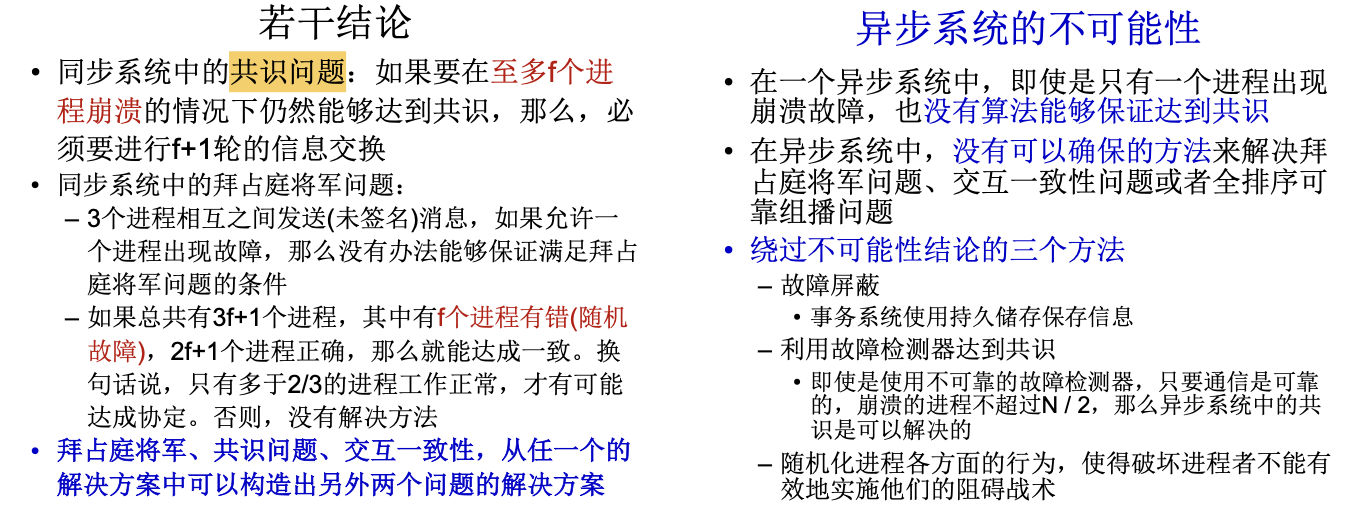 若干结论
• 同步系统中的共识问题：如果要在至多f个进
程崩溃的情况下仍然能够达到共识，那么，必
须要进行f+1轮的信息交换
• 同步系统中的拜占庭将军问题：
– 3个进程相互之间发送(未签名)消息，如果允许一
个进程出现故障，那么没有办法能够保证满足拜占
庭将军问题的条件
– 如果总共有3f+1个进程，其中有f个进程有错(随机
故障)，2f+1个进程正确，那么就能达成一致。换
句话说，只有多于2/3的进程工作正常，才有可能
达成协定。否则，没有解决方法
• 拜占庭将军、共识问题、交互一致性，从任一个的
解决方案中可以构造出另外两个问题的解决方案
异步系统的不可能性
• 在一个异步系统中，即使是只有一个进程出现
崩溃故障，也没有算法能够保证达到共识
• 在异步系统中，没有可以确保的方法来解决拜
占庭将军问题、交互一致性问题或者全排序可
靠组播问题
• 绕过不可能性结论的三个方法
– 故障屏蔽
• 事务系统使用持久储存保存信息
– 利用故障检测器达到共识
• 即使是使用不可靠的故障检测器，只要通信是可靠
的，崩溃的进程不超过N / 2，那么异步系统中的共
识是可以解决的
– 随机化进程各方面的行为，使得破坏进程者不能有
效地实施他们的阻碍战术